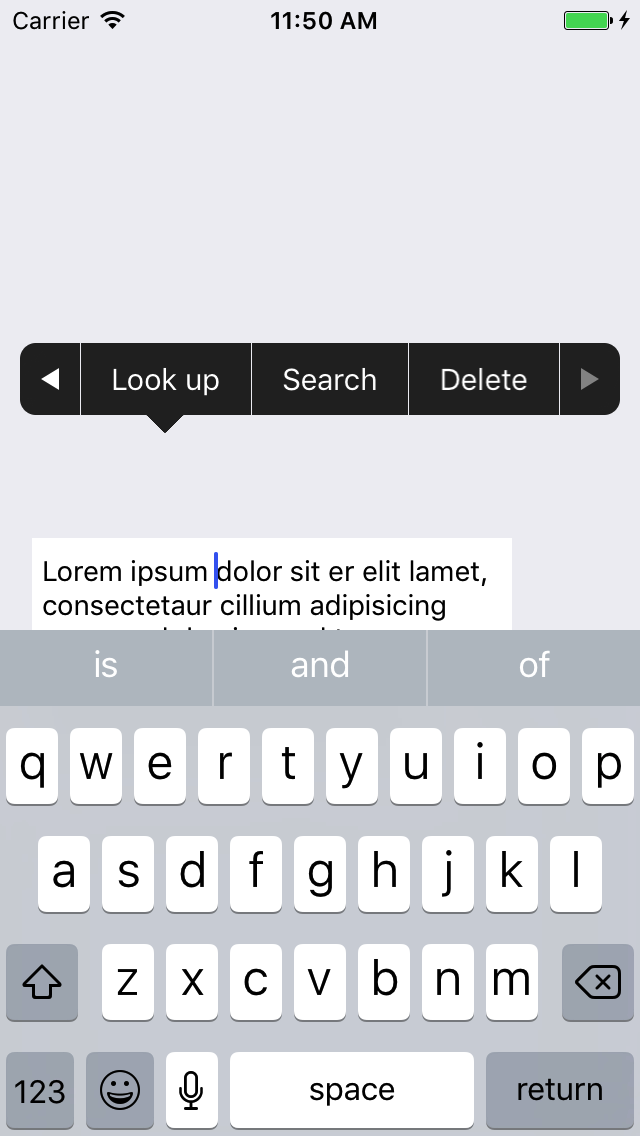 Carrier 11:50 AM
Look up Search Delete
Lorem ipsum dolor sit er elit lamet,
consectetaur cillium adipisicing
is and of
q w e r t y u i o p
a s d f g h j k l
z x c v b n m
123 space return